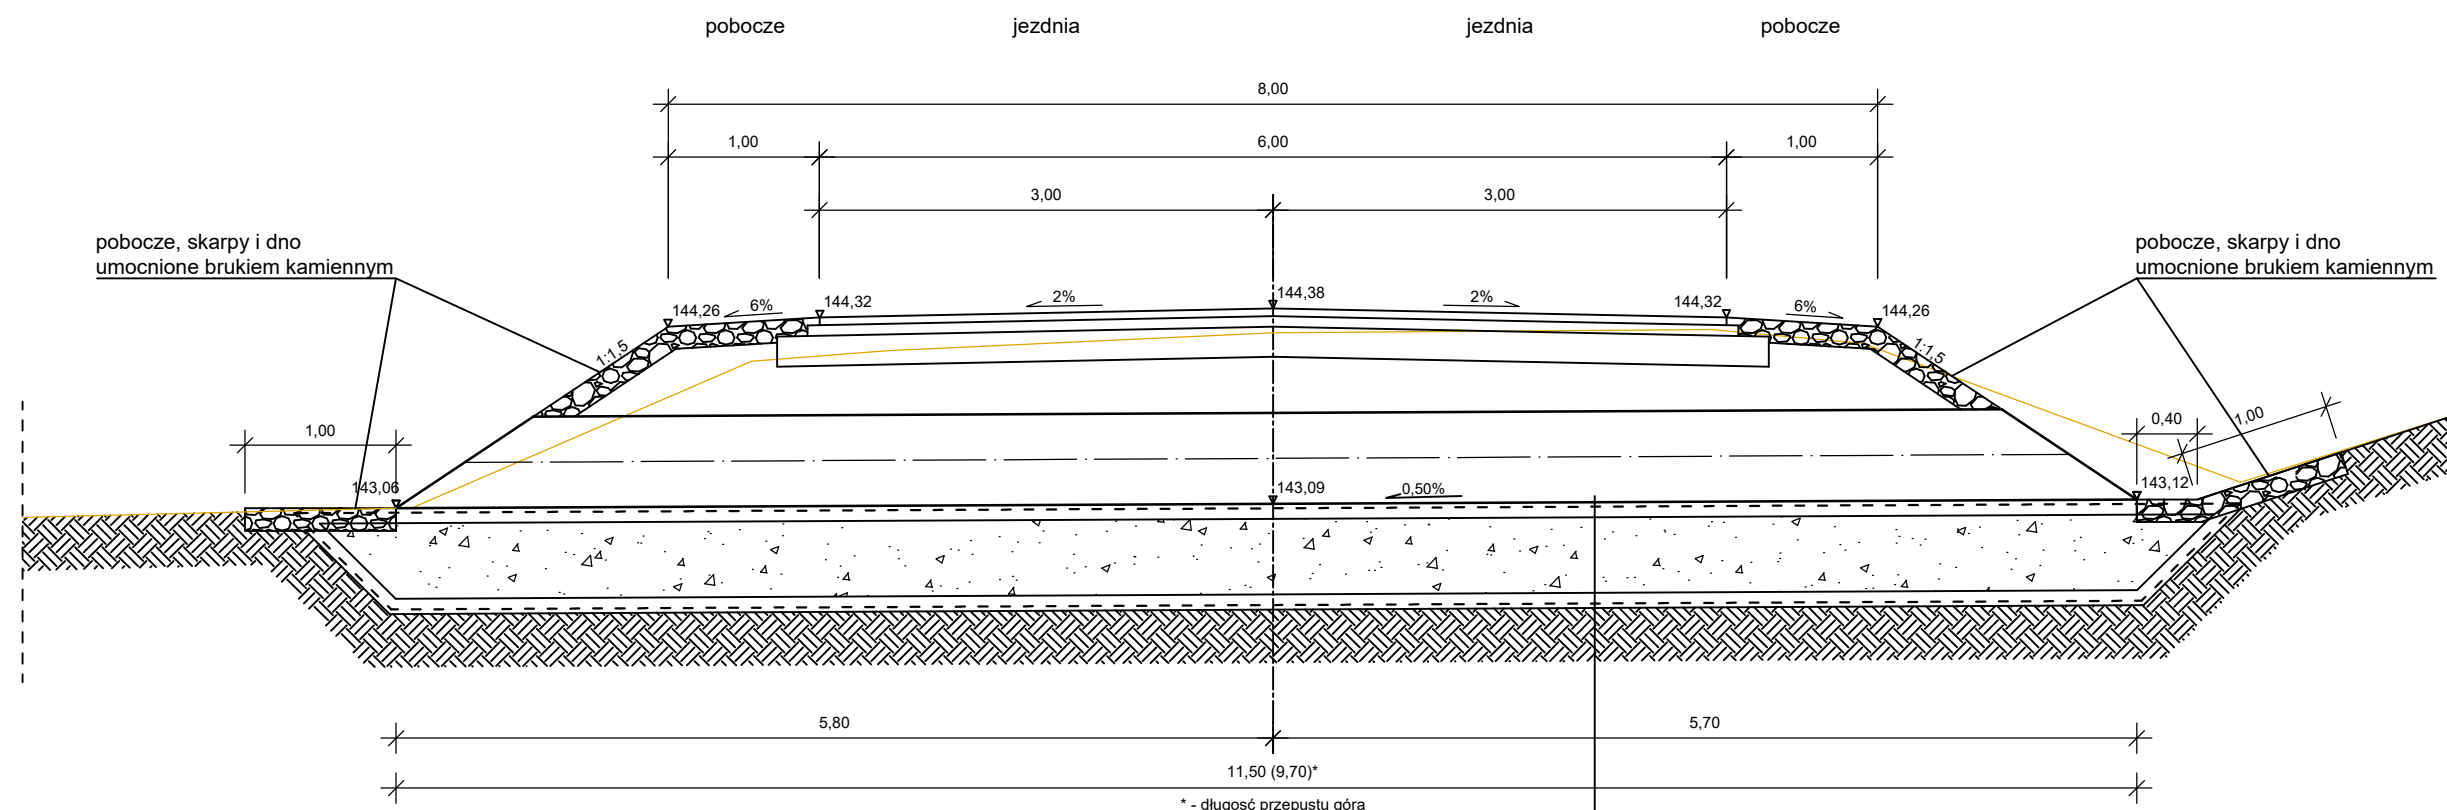 pobocze jezdnia jezdnia pobocze
8,00
1,00 6,00 1,00
3,00 3,00
pobocze, skarpy i dno
umocnione brukiem kamiennym
pobocze, skarpy i dno
umocnione brukiem kamiennym
144,26 6% 144,32 2% 144,38 2% 144,32 6% 144,26
1:1,5 1:1,5
1,00 0,40 1,00
143,06 143,09 0,50% 143,12
5,80 5,70
11,50 (9,70)*
* - długość przepustu góra